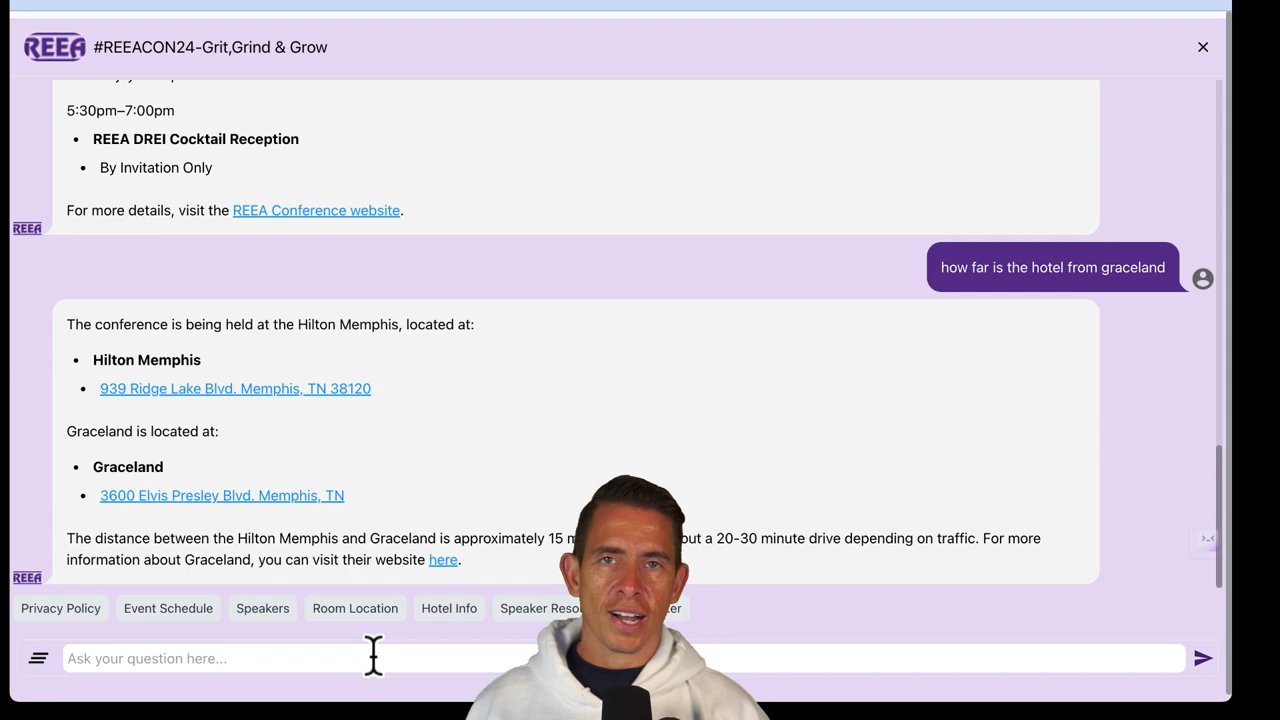 REEA #REEACON24-Grit,Grind & Grow
5:30pm–7:00pm
• REEA DREI Cocktail Reception
• By Invitation Only
For more details, visit the REEA Conference website.
REEA
how far is the hotel from graceland
The conference is being held at the Hilton Memphis, located at:
• Hilton Memphis
• 939 Ridge Lake Blvd. Memphis, TN 38120
Graceland is located at:
• Graceland
• 3600 Elvis Presley Blvd. Memphis, TN
The distance between the Hilton Memphis and Graceland is approximately 15 a 20-30 minute drive depending on traffic. For more
information about Graceland, you can visit their website here.
REEA
Privacy Policy Event Schedule Speakers Room Location Hotel Info Speaker
Ask your question here...